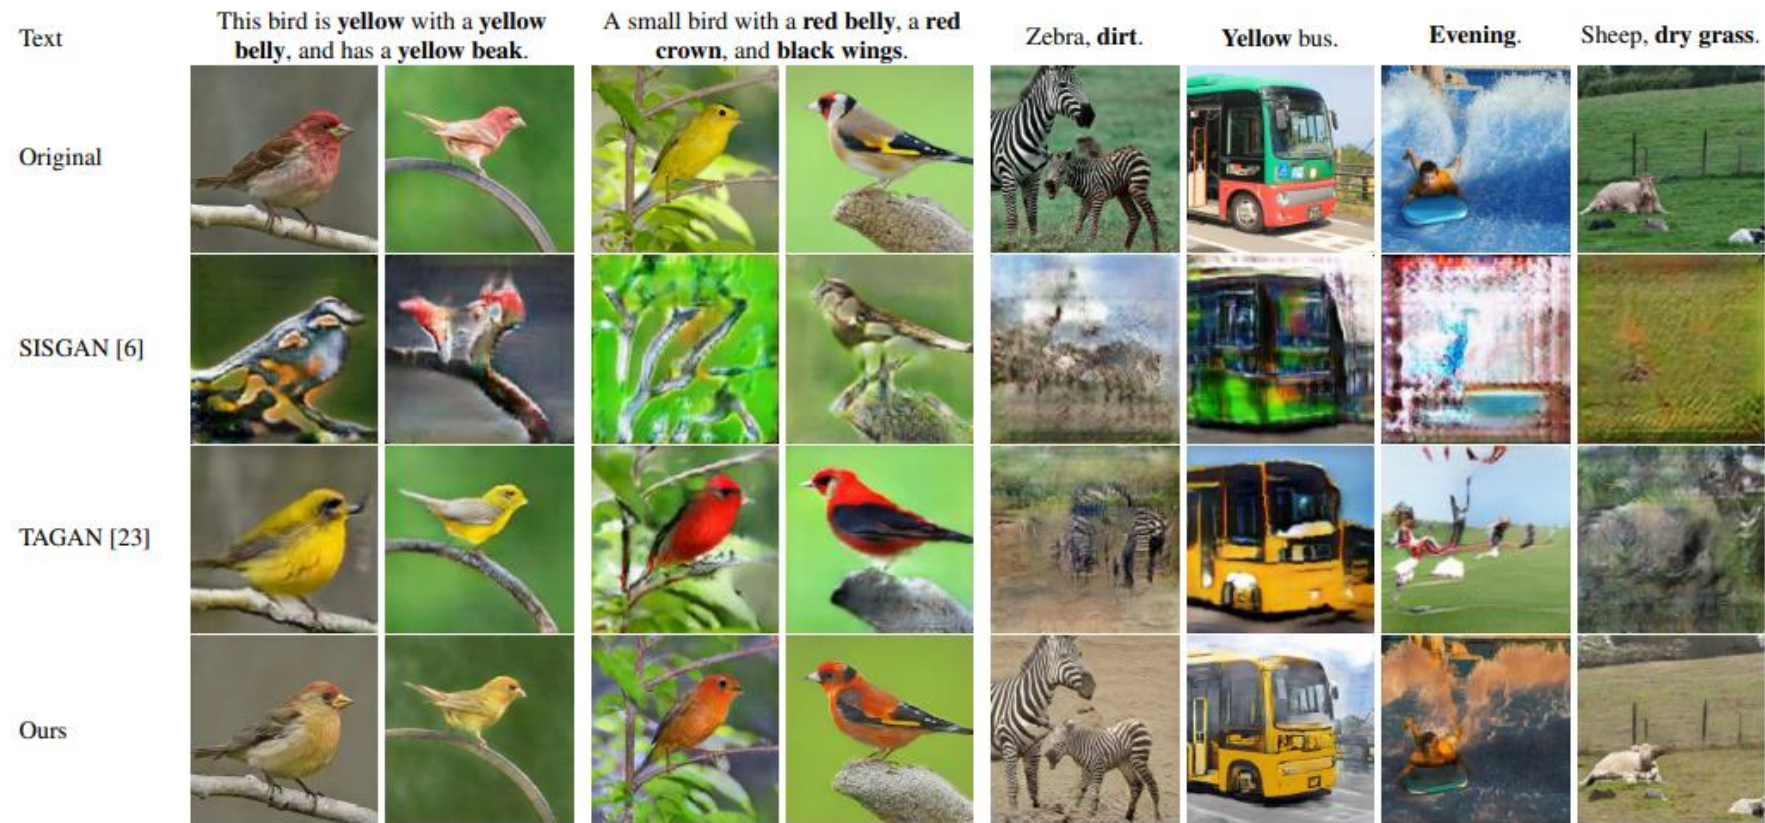 Text
This bird is yellow with a yellow
belly, and has a yellow beak.
A small bird with a red belly, a red
crown, and black wings.
Zebra, dirt.
Yellow bus.
Evening.
Sheep, dry grass.
Original
SISGAN [6]
TAGAN [23]
Ours